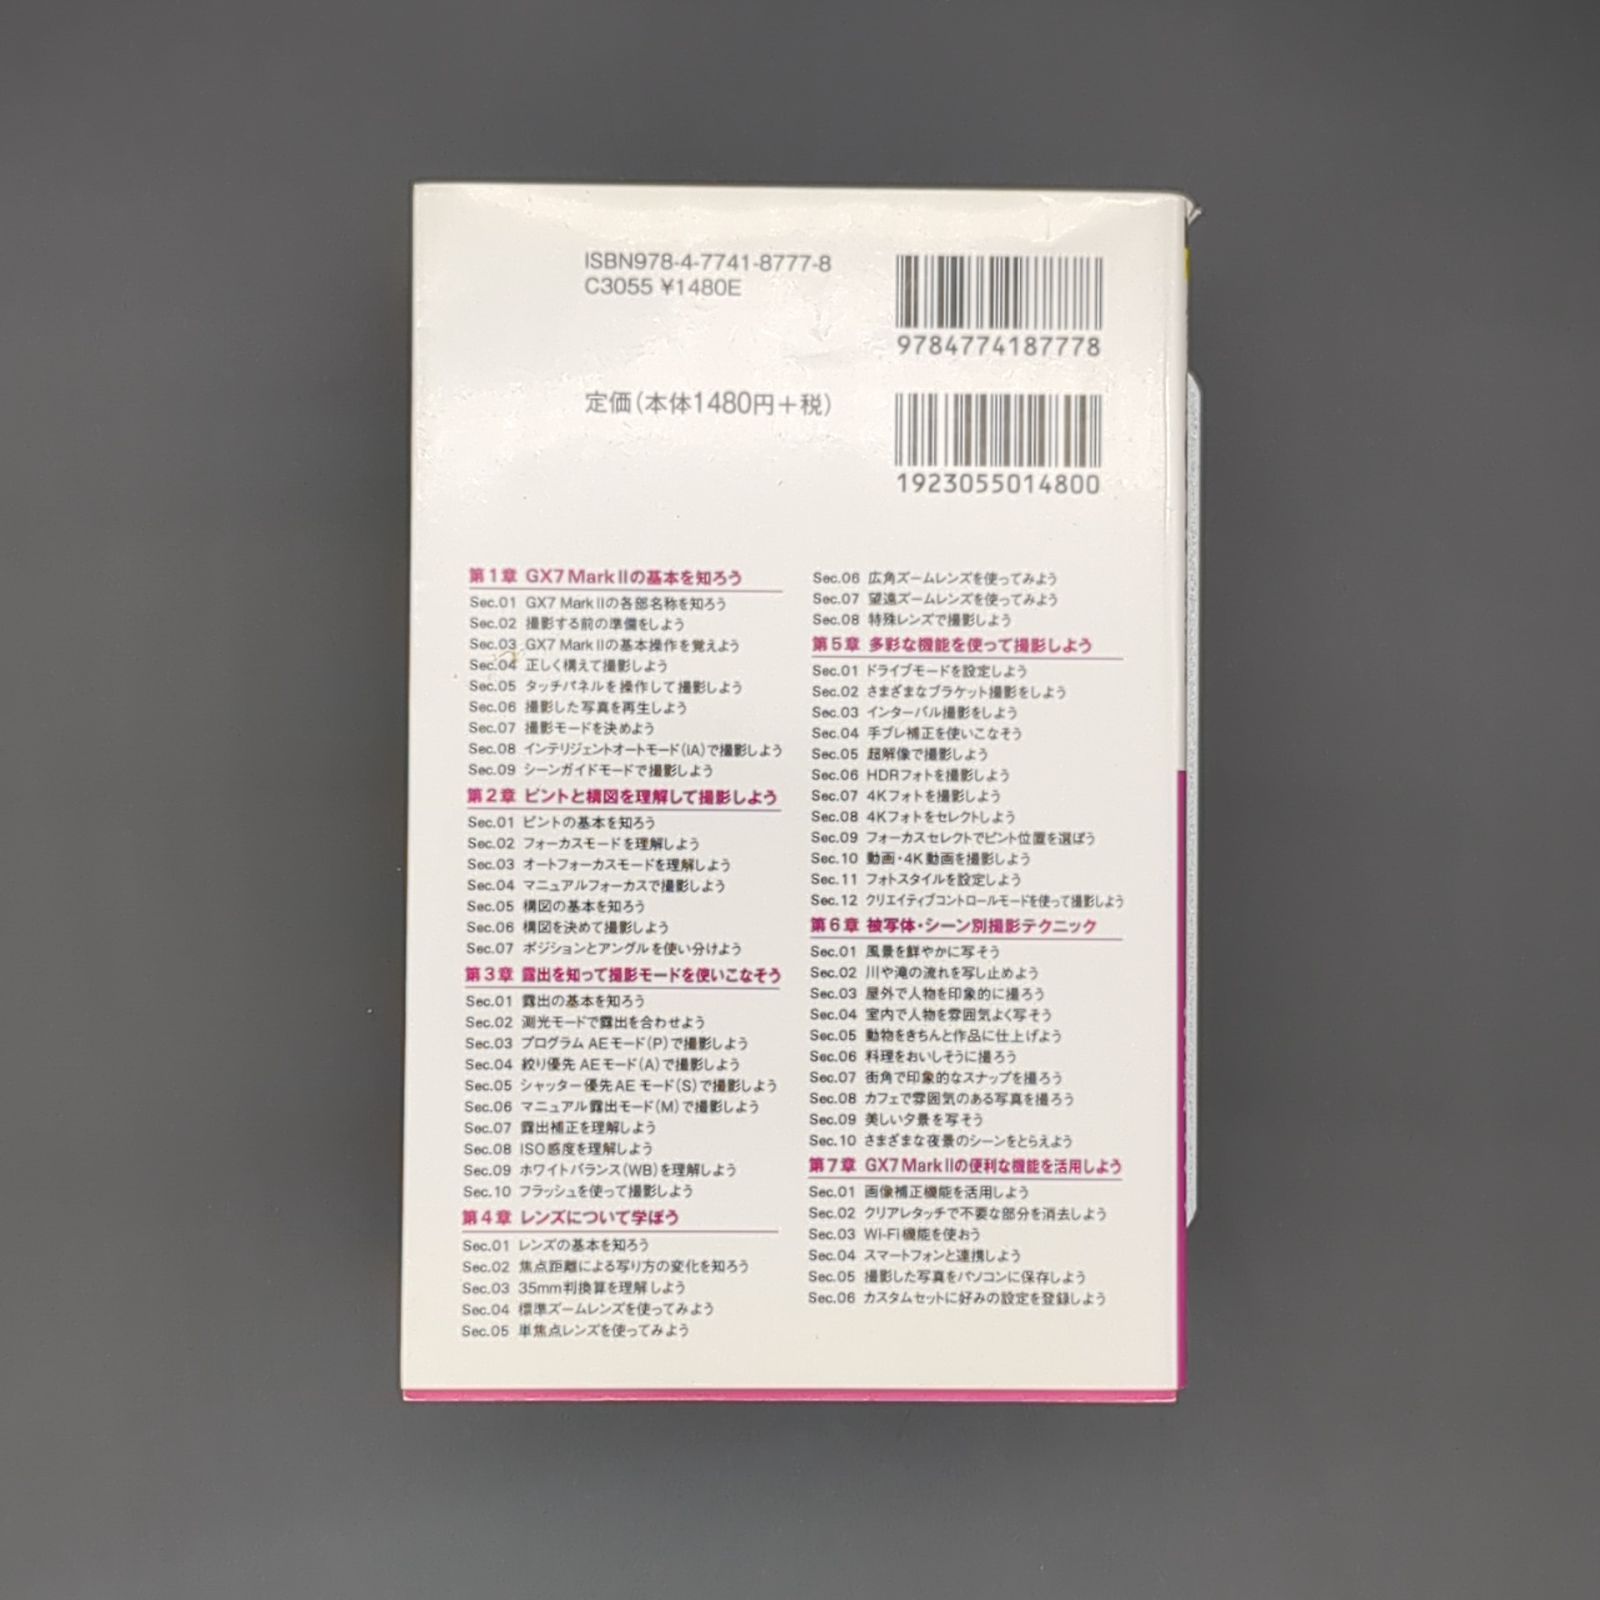 ISBN978-4-7741-8777-8
C3055 ¥1480E
9784774187778
定価(本体1480円+税)
1923055014800
第1章 GX7 MarkⅡの基本を知ろう
Sec.01 GX7 MarkⅡの各部名称を知ろう
Sec.02 撮影する前の準備をしよう
Sec.03 GX7 MarkⅡの基本操作を覚えよう
Sec.04 正しく構えて撮影しよう
Sec.05 タッチパネルを操作して撮影しよう
Sec.06 撮影した写真を再生しよう
Sec.07 撮影モードを決めよう
Sec.08 インテリジェントオートモード(iA)で撮影しよう
Sec.09 シーンガイドモードで撮影しよう
第2章 ピントと構図を理解して撮影しよう
Sec.01 ピントの基本を知ろう
Sec.02 フォーカスモードを理解しよう
Sec.03 オートフォーカスモードを理解しよう
Sec.04 マニュアルフォーカスで撮影しよう
Sec.05 構図の基本を知ろう
Sec.06 構図を決めて撮影しよう
Sec.07 ポジションとアングルを使い分けよう
第3章 露出を知って撮影モードを使いこなそう
Sec.01 露出の基本を知ろう
Sec.02 測光モードで露出を合わせよう
Sec.03 プログラムAEモード(P)で撮影しよう
Sec.04 絞り優先AEモード(A)で撮影しよう
Sec.05 シャッター優先AEモード(S)で撮影しよう
Sec.06 マニュアル露出モード(M)で撮影しよう
Sec.07 露出補正を理解しよう
Sec.08 ISO感度を理解しよう
Sec.09 ホワイトバランス(WB)を理解しよう
Sec.10 フラッシュを使って撮影しよう
第4章 レンズについて学ぼう
Sec.01 レンズの基本を知ろう
Sec.02 焦点距離による写り方の変化を知ろう
Sec.03 35mm判換算を理解しよう
Sec.04 標準ズームレンズを使ってみよう
Sec.05 単焦点レンズを使ってみよう
Sec.06 広角ズームレンズを使ってみよう
Sec.07 望遠ズームレンズを使ってみよう
Sec.08 特殊レンズで撮影しよう
第5章 多彩な機能を使って撮影しよう
Sec.01 ドライブモードを設定しよう
Sec.02 さまざまなブラケット撮影をしよう
Sec.03 インターバル撮影をしよう
Sec.04 手ブレ補正を使いこなそう
Sec.05 超解像で撮影しよう
Sec.06 HDRフォトを撮影しよう
Sec.07 4Kフォトを撮影しよう
Sec.08 4Kフォトをセレクトしよう
Sec.09 フォーカスセレクトでピント位置を選ぼう
Sec.10 動画・4K動画を撮影しよう
Sec.11 フォトスタイルを設定しよう
Sec.12 クリエイティブコントロールモードを使って撮影しよう
第6章 被写体・シーン別撮影テクニック
Sec.01 風景を鮮やかに写そう
Sec.02 川や滝の流れを写し止めよう
Sec.03 屋外で人物を印象的に撮ろう
Sec.04 室内で人物を雰囲気よく写そう
Sec.05 動物をきちんと作品に仕上げよう
Sec.06 料理をおいしそうに撮ろう
Sec.07 街角で印象的なスナップを撮ろう
Sec.08 カフェで雰囲気のある写真を撮ろう
Sec.09 美しい夕景を写そう
Sec.10 さまざまな夜景のシーンをとらえよう
第7章 GX7 MarkⅡの便利な機能を活用しよう
Sec.01 画像補正機能を活用しよう
Sec.02 クリアレタッチで不要な部分を消去しよう
Sec.03 Wi-Fi機能を使おう
Sec.04 スマートフォンと連携しよう
Sec.05 撮影した写真をパソコンに保存しよう
Sec.06 カスタムセットに好みの設定を登録しよう